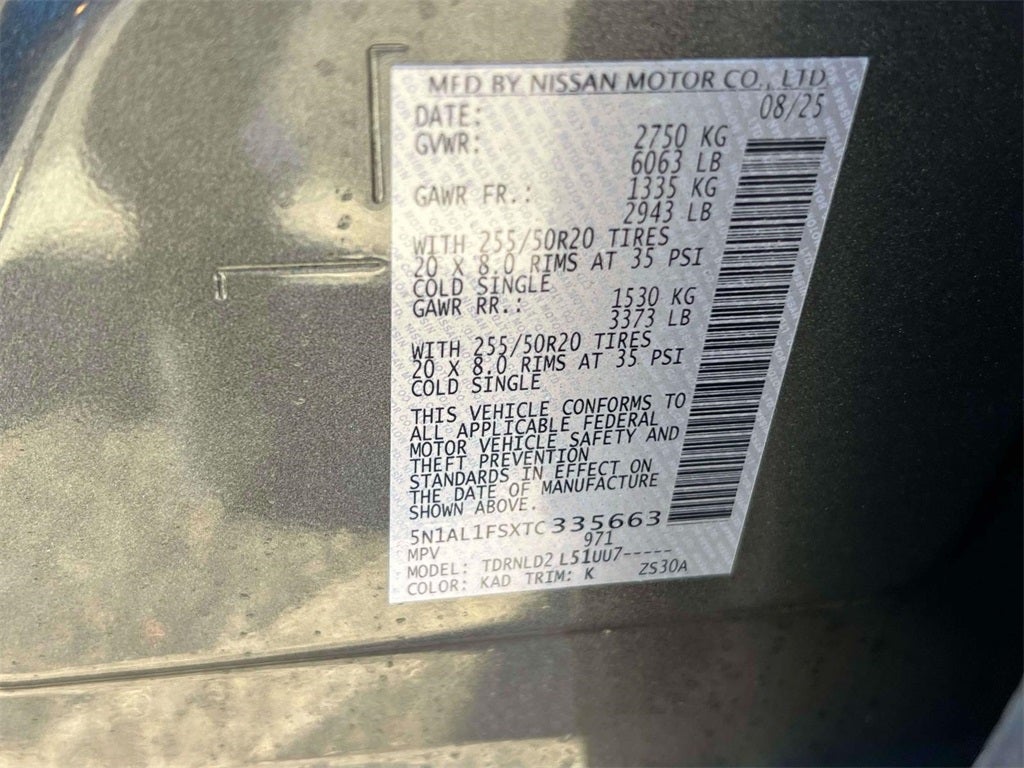 MFD BY NISSAN MOTOR CO., LTD.
DATE: 08/25
GVWR: 2750 KG
6063 LB
GAWR FR.: 1335 KG
2943 LB
WITH 255/50R20 TIRES
20 X 8.0 RIMS AT 35 PSI
COLD SINGLE
GAWR RR.: 1530 KG
3373 LB
WITH 255/50R20 TIRES
20 X 8.0 RIMS AT 35 PSI
COLD SINGLE
THIS VEHICLE CONFORMS TO
ALL APPLICABLE FEDERAL
MOTOR VEHICLE SAFETY AND
THEFT PREVENTION
STANDARDS IN EFFECT ON
THE DATE OF MANUFACTURE
SHOWN ABOVE.
5N1AL1FSXTC335663
MPV 971
MODEL: TDRNLD2 L51UU7-----
COLOR: KAD TRIM: K ZS30A